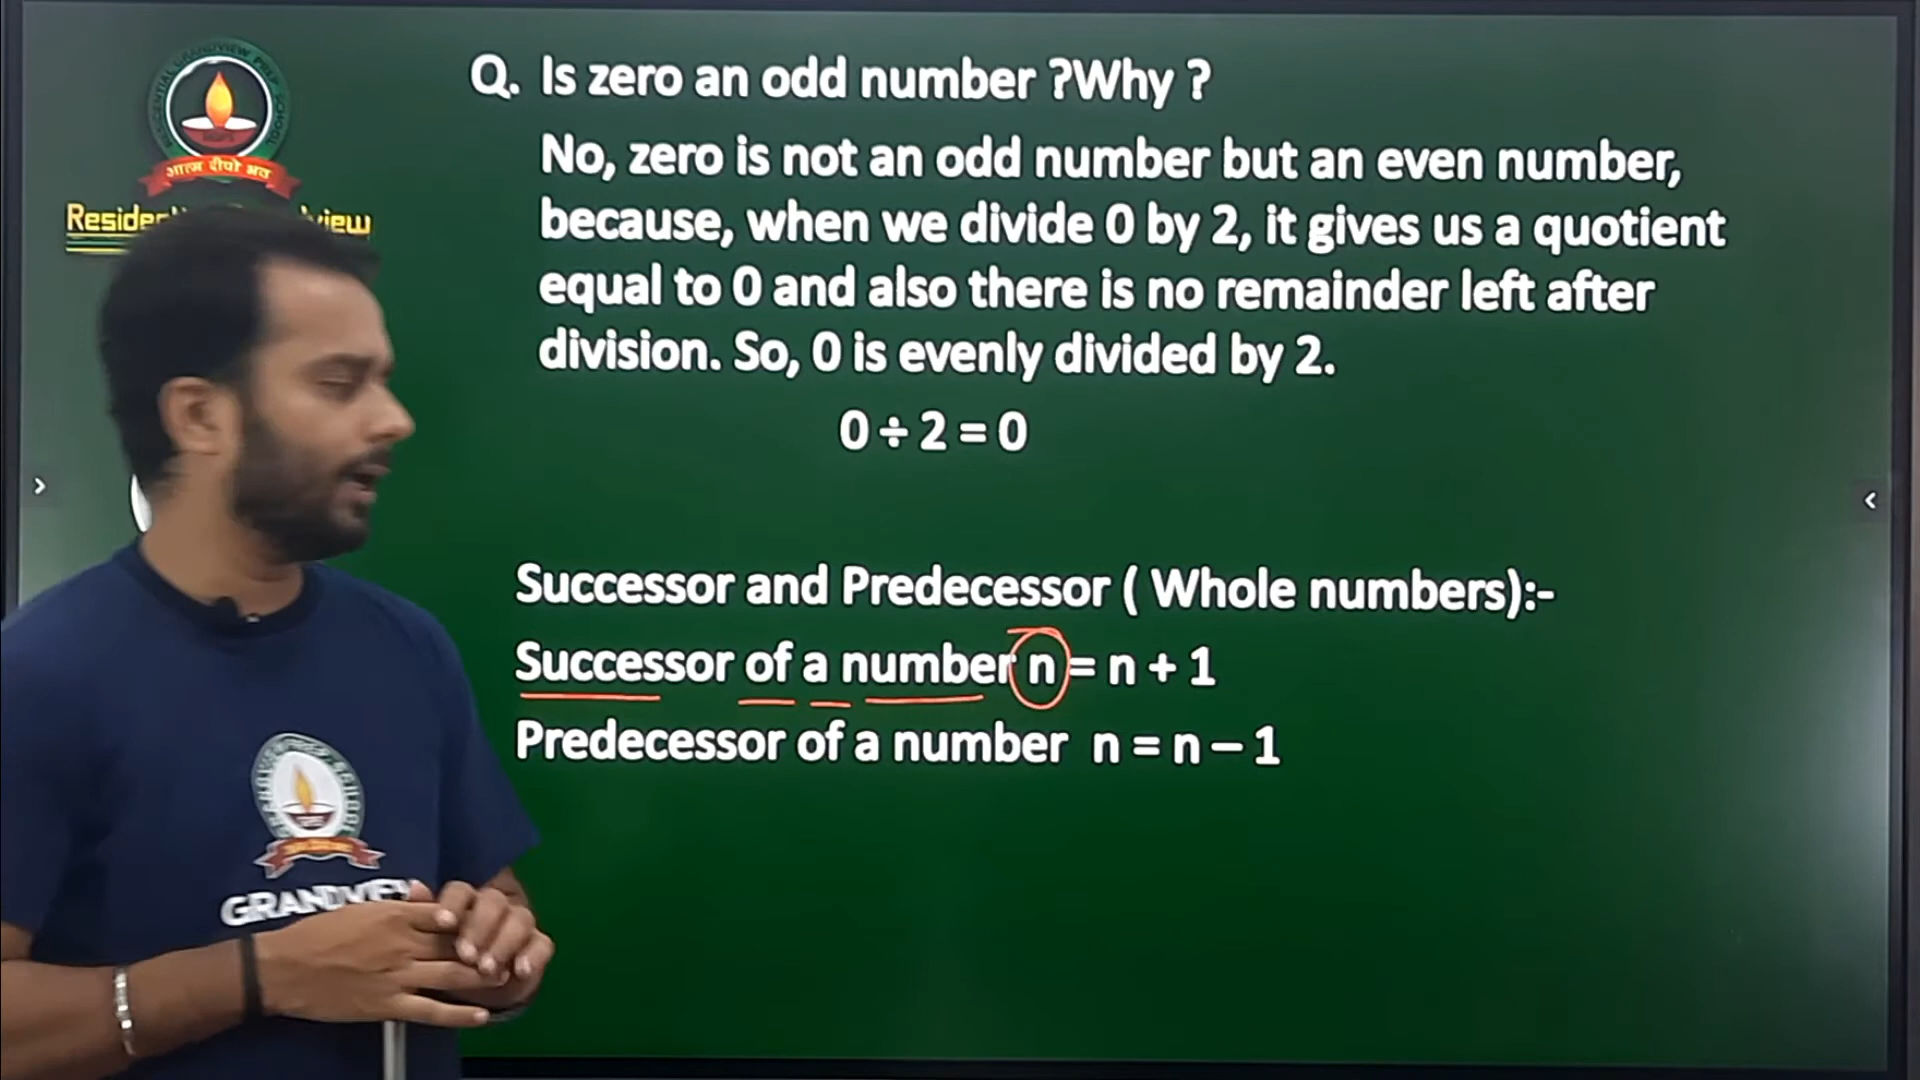 आत्म दीपो भव
Q. Is zero an odd number ?Why ?
No, zero is not an odd number but an even number,
because, when we divide 0 by 2, it gives us a quotient
equal to 0 and also there is no remainder left after
division. So, 0 is evenly divided by 2.
0 ÷ 2 = 0
Successor and Predecessor ( Whole numbers):-
Successor of a number n = n + 1
Predecessor of a number n = n – 1
GRANDVIEW